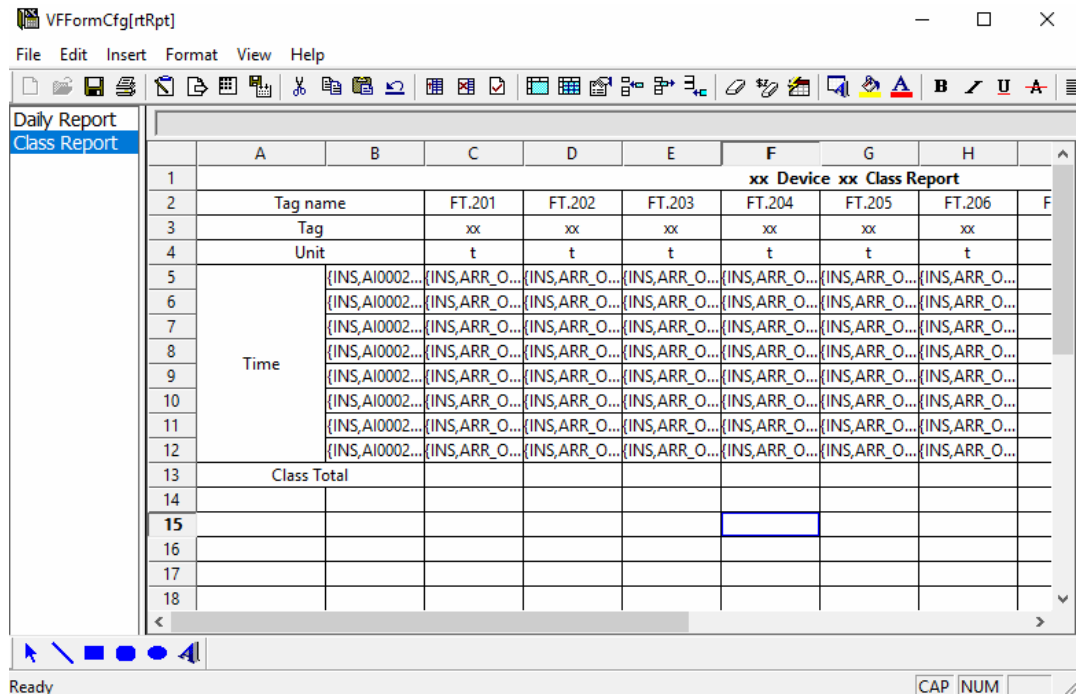 VFFormCfg[rtRpt]
File Edit Insert Format View Help
B I U A
Daily Report
Class Report
A B C D E F G H
1 xx Device xx Class Report
2 Tag name FT.201 FT.202 FT.203 FT.204 FT.205 FT.206 F
3 Tag xx xx xx xx xx xx
4 Unit t t t t t t
5 {INS,AI0002... {INS,ARR_O... {INS,ARR_O... {INS,ARR_O... {INS,ARR_O... {INS,ARR_O... {INS,ARR_O...
6 {INS,AI0002... {INS,ARR_O... {INS,ARR_O... {INS,ARR_O... {INS,ARR_O... {INS,ARR_O... {INS,ARR_O...
7 {INS,AI0002... {INS,ARR_O... {INS,ARR_O... {INS,ARR_O... {INS,ARR_O... {INS,ARR_O... {INS,ARR_O...
8 {INS,AI0002... {INS,ARR_O... {INS,ARR_O... {INS,ARR_O... {INS,ARR_O... {INS,ARR_O... {INS,ARR_O...
Time
9 {INS,AI0002... {INS,ARR_O... {INS,ARR_O... {INS,ARR_O... {INS,ARR_O... {INS,ARR_O... {INS,ARR_O...
10 {INS,AI0002... {INS,ARR_O... {INS,ARR_O... {INS,ARR_O... {INS,ARR_O... {INS,ARR_O... {INS,ARR_O...
11 {INS,AI0002... {INS,ARR_O... {INS,ARR_O... {INS,ARR_O... {INS,ARR_O... {INS,ARR_O... {INS,ARR_O...
12 {INS,AI0002... {INS,ARR_O... {INS,ARR_O... {INS,ARR_O... {INS,ARR_O... {INS,ARR_O... {INS,ARR_O...
13 Class Total
14
15
16
17
18
Ready CAP NUM